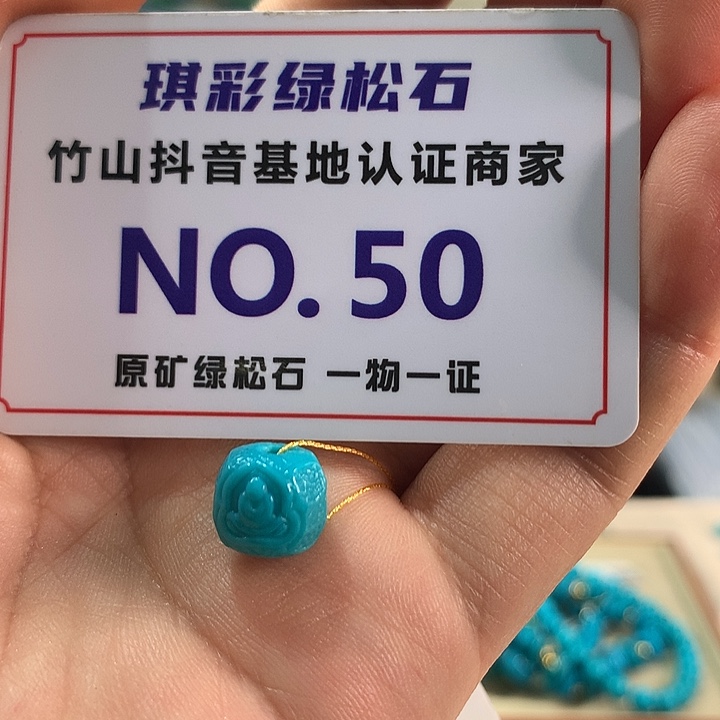 琪彩绿松石
竹山抖音基地认证商家
NO. 50
原矿绿松石 一物一证